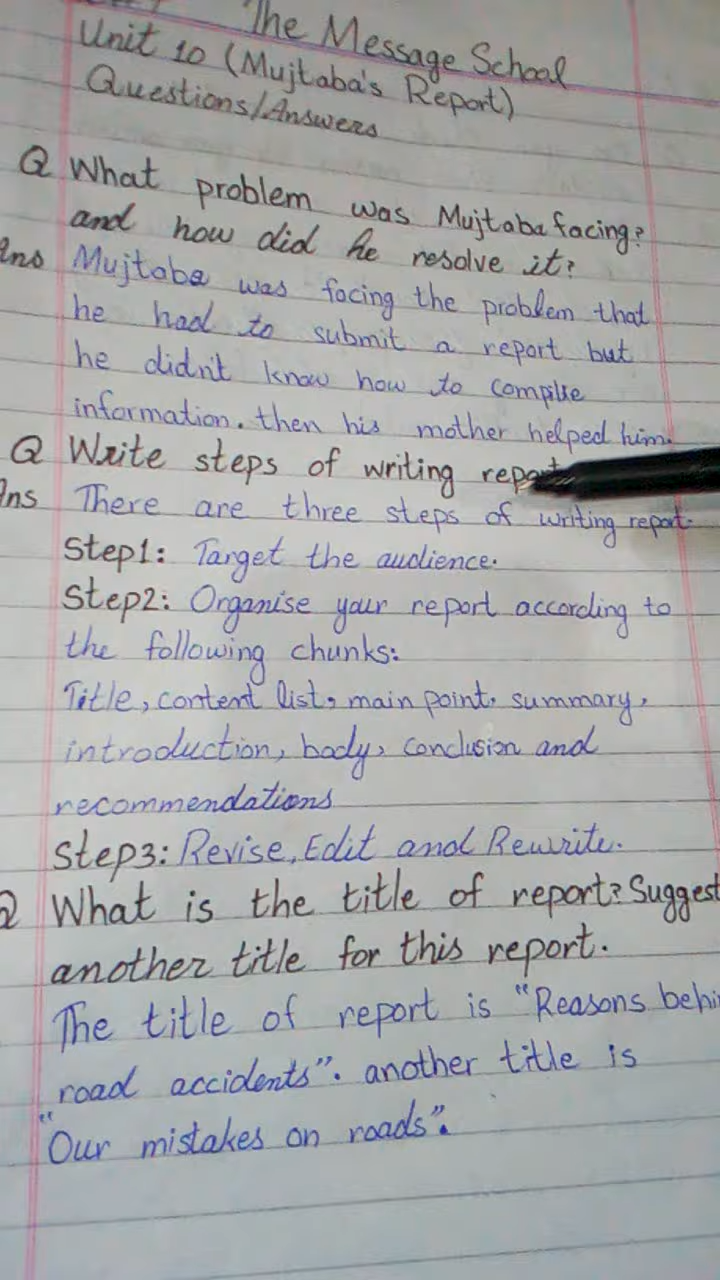 The Message School
Unit 10 (Mujtaba's Report)
Questions/Answers
Q What problem was Mujtaba facing?
and how did he resolve it?
Ans Mujtaba was facing the problem that
he had to submit a report but
he didn't know how to compile
information. then his mother helped him.
Q Write steps of writing report
Ans There are three steps of writing report.
Step1: Target the audience.
Step2: Organise your report according to
the following chunks:
Title, content list, main point, summary,
introduction, body, conclusion and
recommendations
Step3: Revise, Edit and Rewrite.
Q What is the title of report? Suggest
another title for this report.
The title of report is "Reasons behi
road accidents". another title is
"Our mistakes on roads".